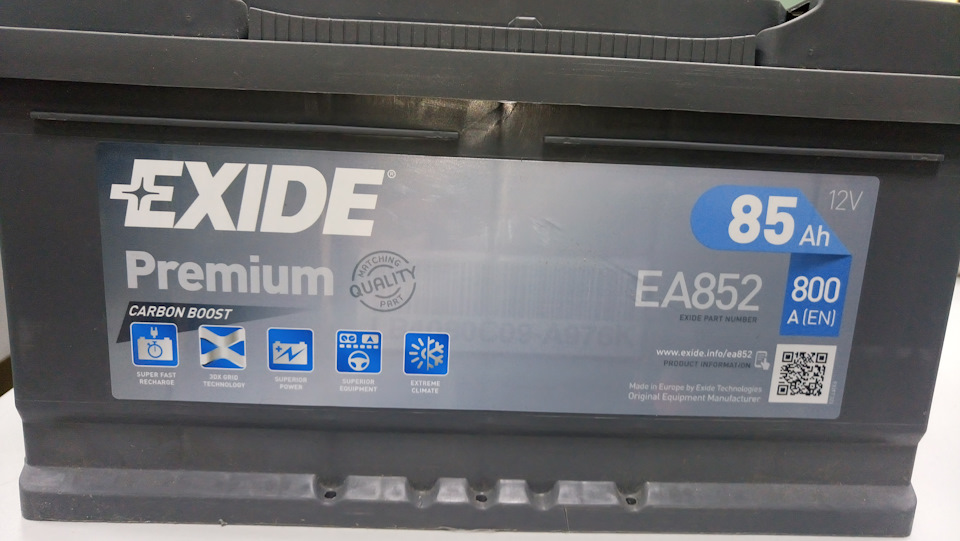 EXIDE®
Premium
MATCHING
QUALITY
PART
CARBON BOOST
SUPER FAST
RECHARGE
3DX GRID
TECHNOLOGY
SUPERIOR
POWER
SUPERIOR
EQUIPMENT
EXTREME
CLIMATE
85 Ah
12V
EA852
EXIDE PART NUMBER
800
A (EN)
www.exide.info/ea852
PRODUCT INFORMATION
Made in Europe by Exide Technologies
Original Equipment Manufacturer